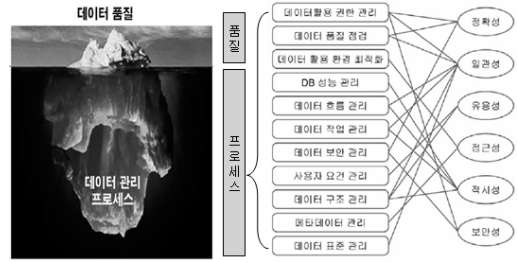 데이터 품질
데이터 관리
프로세스
품질
프로세스
데이터활용 권한 관리
데이터 품질 점검
데이터 활용 환경 최적화
DB 성능 관리
데이터 흐름 관리
데이터 작업 관리
데이터 보안 관리
사용자 요건 관리
데이터 구조 관리
메타데이터 관리
데이터 표준 관리
정확성
일관성
유용성
접근성
적시성
보안성